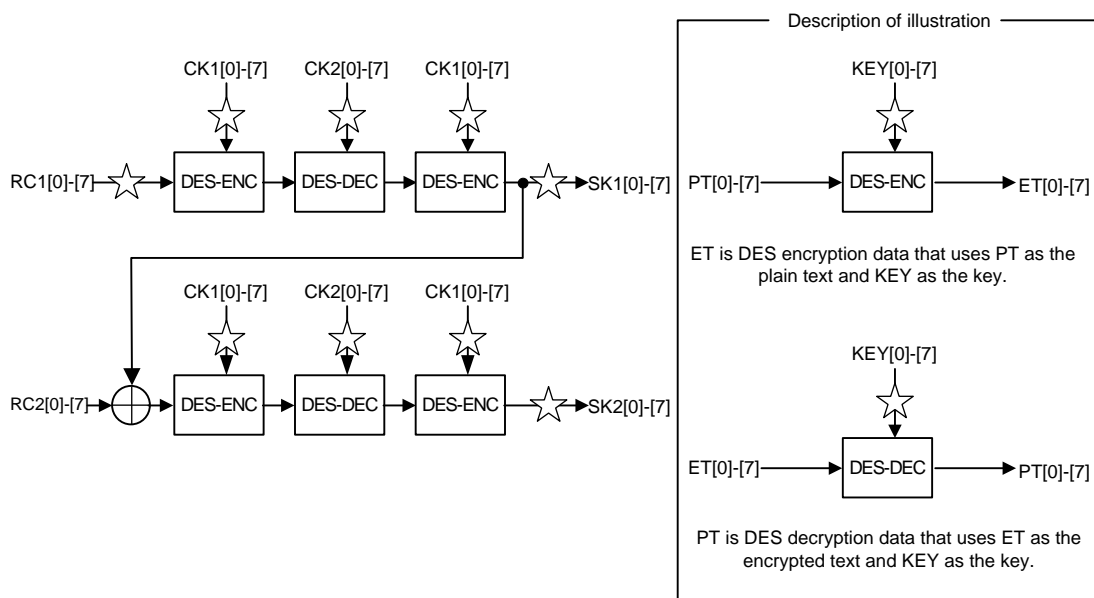 Description of illustration
CK1[0]-[7] CK2[0]-[7] CK1[0]-[7]
RC1[0]-[7] DES-ENC DES-DEC DES-ENC SK1[0]-[7]
CK1[0]-[7] CK2[0]-[7] CK1[0]-[7]
RC2[0]-[7] DES-ENC DES-DEC DES-ENC SK2[0]-[7]
KEY[0]-[7]
PT[0]-[7] DES-ENC ET[0]-[7]
ET is DES encryption data that uses PT as the
plain text and KEY as the key.
KEY[0]-[7]
ET[0]-[7] DES-DEC PT[0]-[7]
PT is DES decryption data that uses ET as the
encrypted text and KEY as the key.